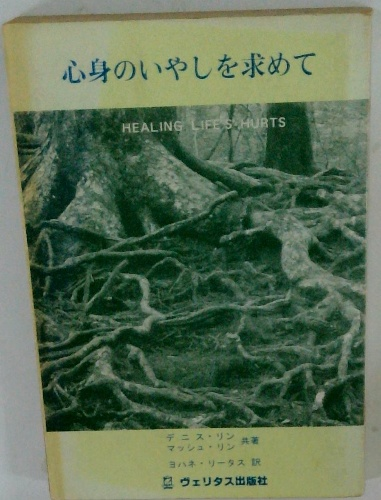 心身のいやしを求めて
HEALING LIFE'S HURTS
デニス・リン
マッシュ・リン 共著
ヨハネ・リータス 訳
ヴェリタス出版社